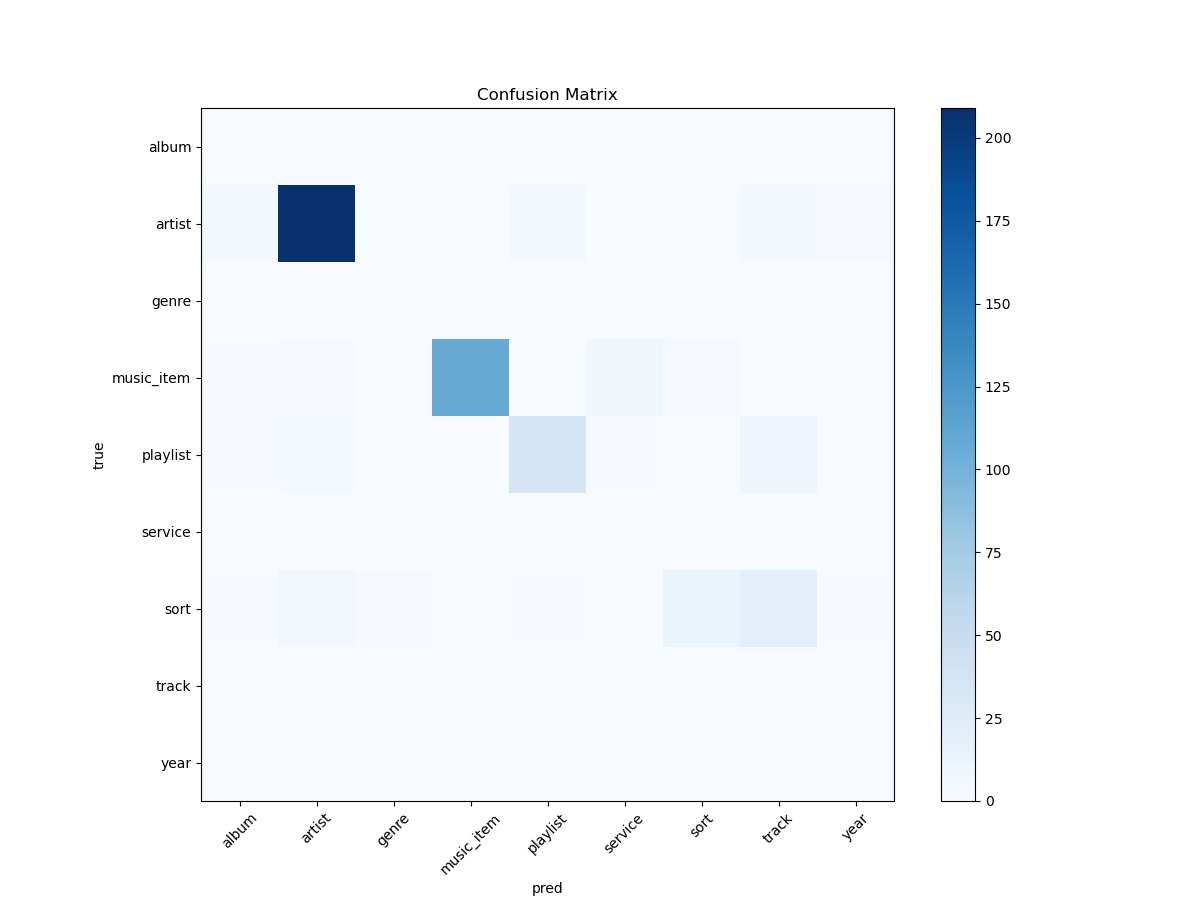 Confusion Matrix
true
album
artist
genre
music_item
playlist
service
sort
track
year
album
artist
genre
music_item
playlist
service
sort
track
year
pred
200
175
150
125
100
75
50
25
0